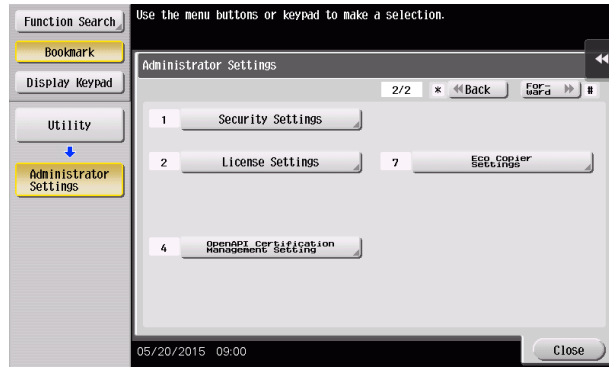 Function Search
Bookmark
Display Keypad
Utility
Administrator
Settings
Use the menu buttons or keypad to make a selection.
Administrator Settings
2/2 * Back For-
ward #
1 Security Settings
2 License Settings
7 Eco Copier
Settings
4 OpenAPI Certification
Management Setting
05/20/2015 09:00
Close